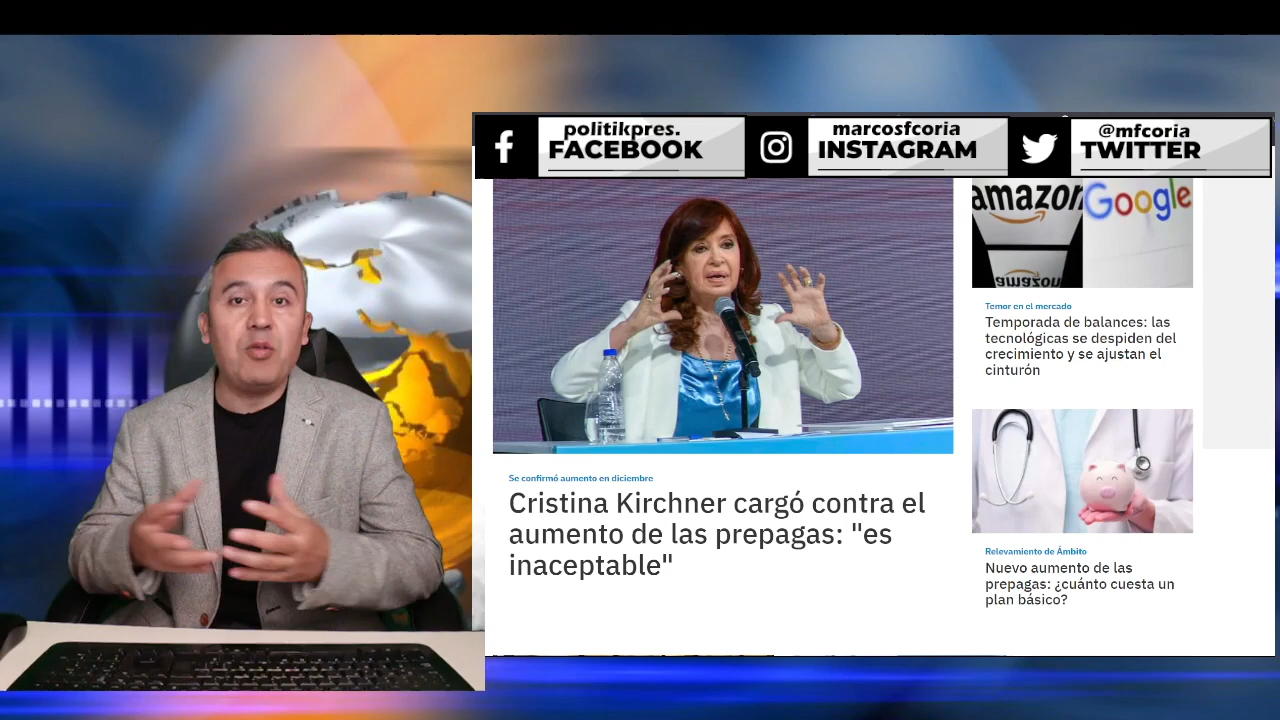 politikpres.
FACEBOOK
marcosfcoria
INSTAGRAM
@mfcoria
TWITTER
amazon
Google
amazon
Temor en el mercado
Temporada de balances: las
tecnológicas se despiden del
crecimiento y se ajustan el
cinturón
Se confirmó aumento en diciembre
Cristina Kirchner cargó contra el
aumento de las prepagas: "es
inaceptable"
Relevamiento de Ámbito
Nuevo aumento de las
prepagas: ¿cuánto cuesta un
plan básico?